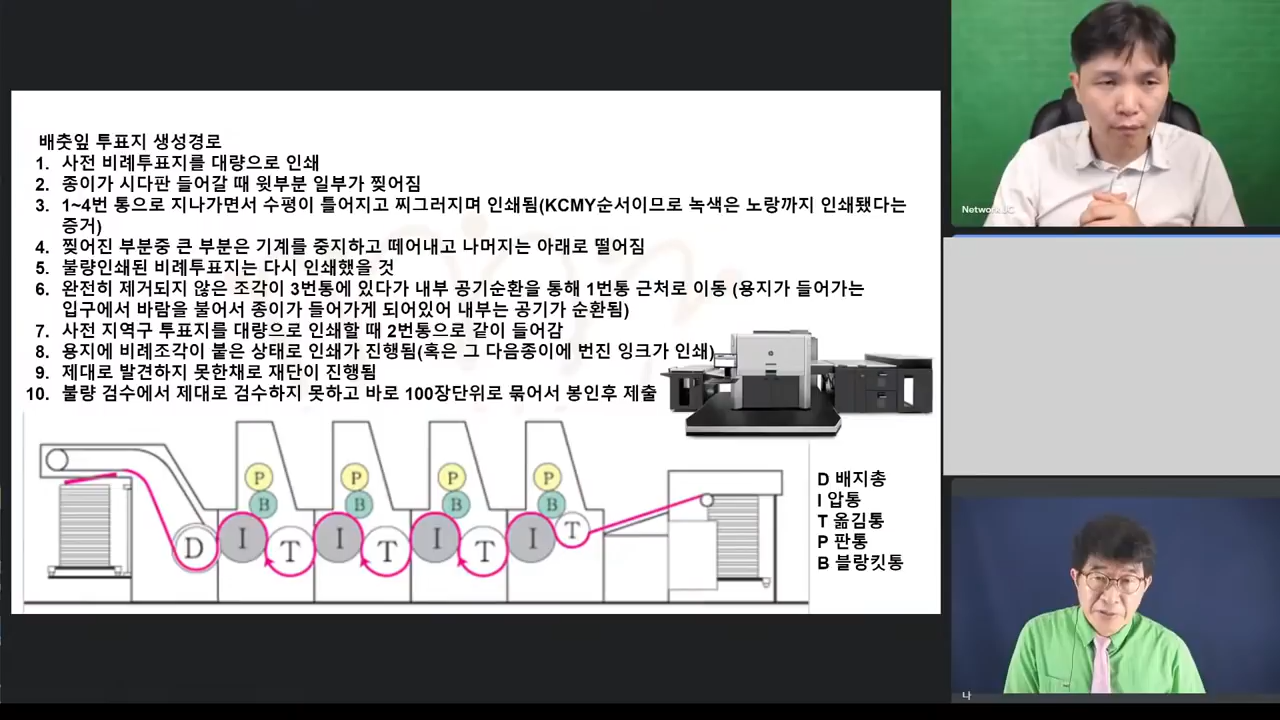 배춧잎 투표지 생성경로
1. 사전 비례투표지를 대량으로 인쇄
2. 종이가 시다판 들어갈 때 윗부분 일부가 찢어짐
3. 1~4번 통으로 지나가면서 수평이 틀어지고 찌그러지며 인쇄됨(KCMY순서이므로 녹색은 노랑까지 인쇄됐다는
증거)
4. 찢어진 부분중 큰 부분은 기계를 중지하고 떼어내고 나머지는 아래로 떨어짐
5. 불량인쇄된 비례투표지는 다시 인쇄했을 것
6. 완전히 제거되지 않은 조각이 3번통에 있다가 내부 공기순환을 통해 1번통 근처로 이동 (용지가 들어가는
입구에서 바람을 불어서 종이가 들어가게 되어있어 내부는 공기가 순환됨)
7. 사전 지역구 투표지를 대량으로 인쇄할 때 2번통으로 같이 들어감
8. 용지에 비례조각이 붙은 상태로 인쇄가 진행됨(혹은 그 다음종이에 번진 잉크가 인쇄)
9. 제대로 발견하지 못한채로 재단이 진행됨
10. 불량 검수에서 제대로 검수하지 못하고 바로 100장단위로 묶어서 봉인후 제출
P P P P
B B B B
D I T I T I T I T
D 배지총
I 압통
T 옮김통
P 판통
B 블랑킷통
Network JC
나